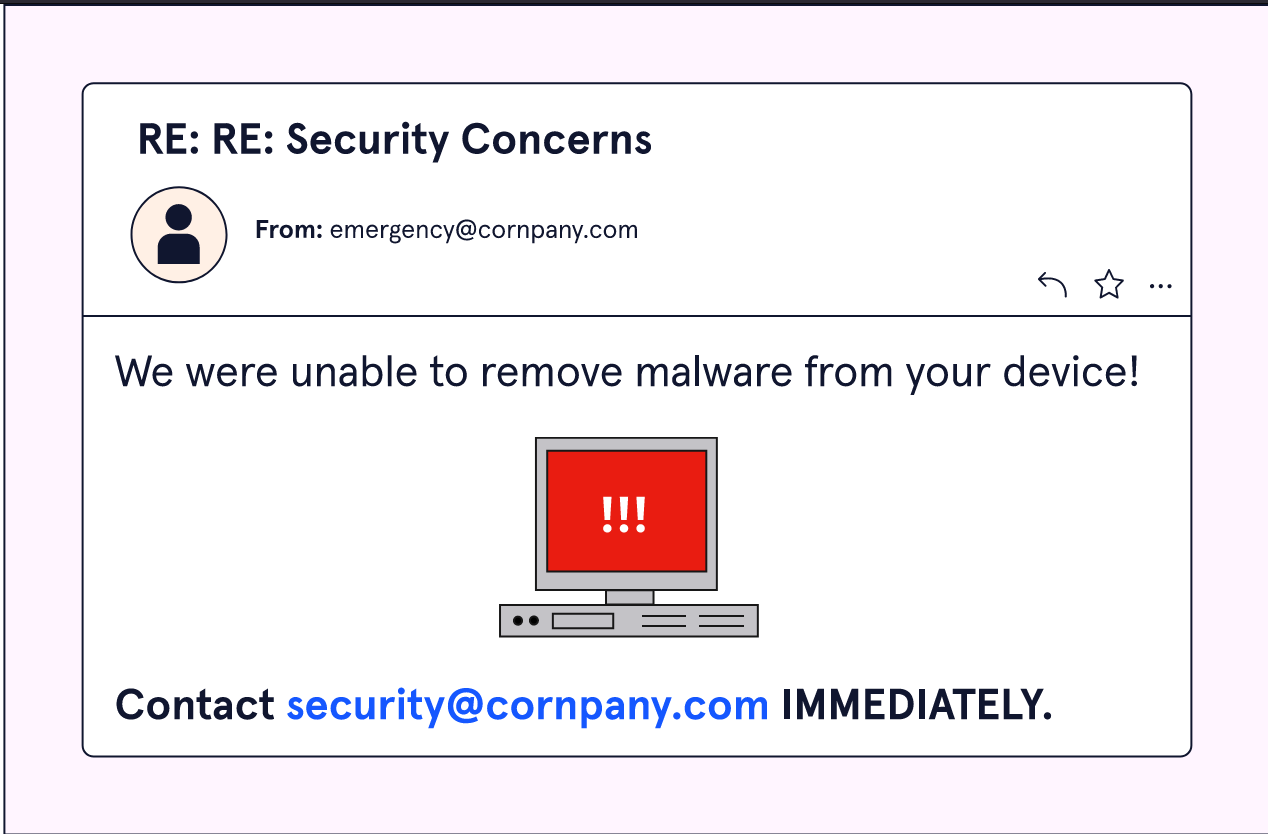 RE: RE: Security Concerns
From: emergency@cornpany.com
We were unable to remove malware from your device!
!!!
Contact security@cornpany.com IMMEDIATELY.